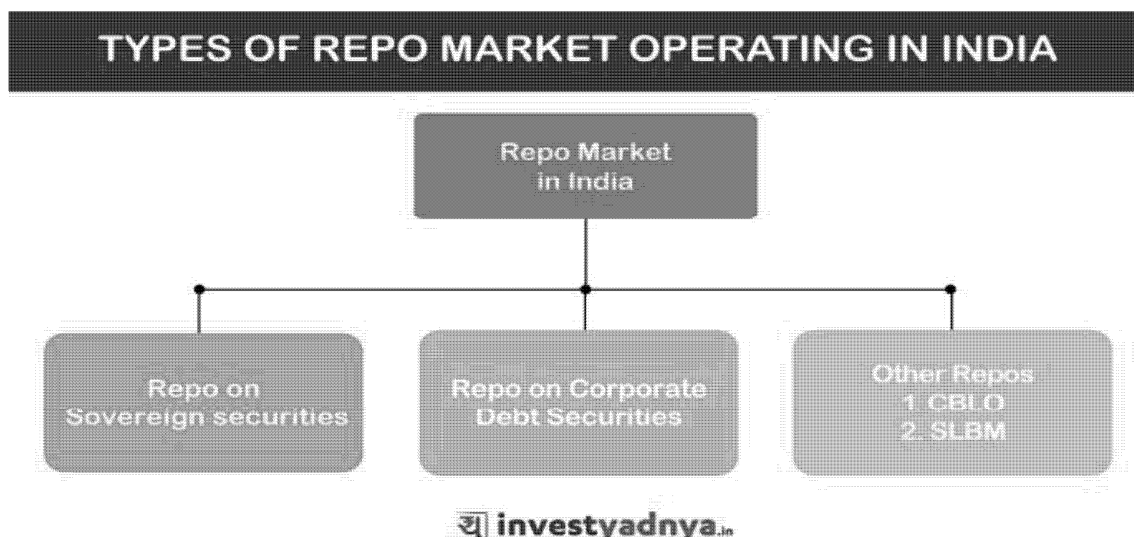 TYPES OF REPO MARKET OPERATING IN INDIA
Repo Market
in India
Repo on
Sovereign securities
Repo on Corporate
Debt Securities
Other Repos
1. CBLO
2. SLBM
investyadnya.in